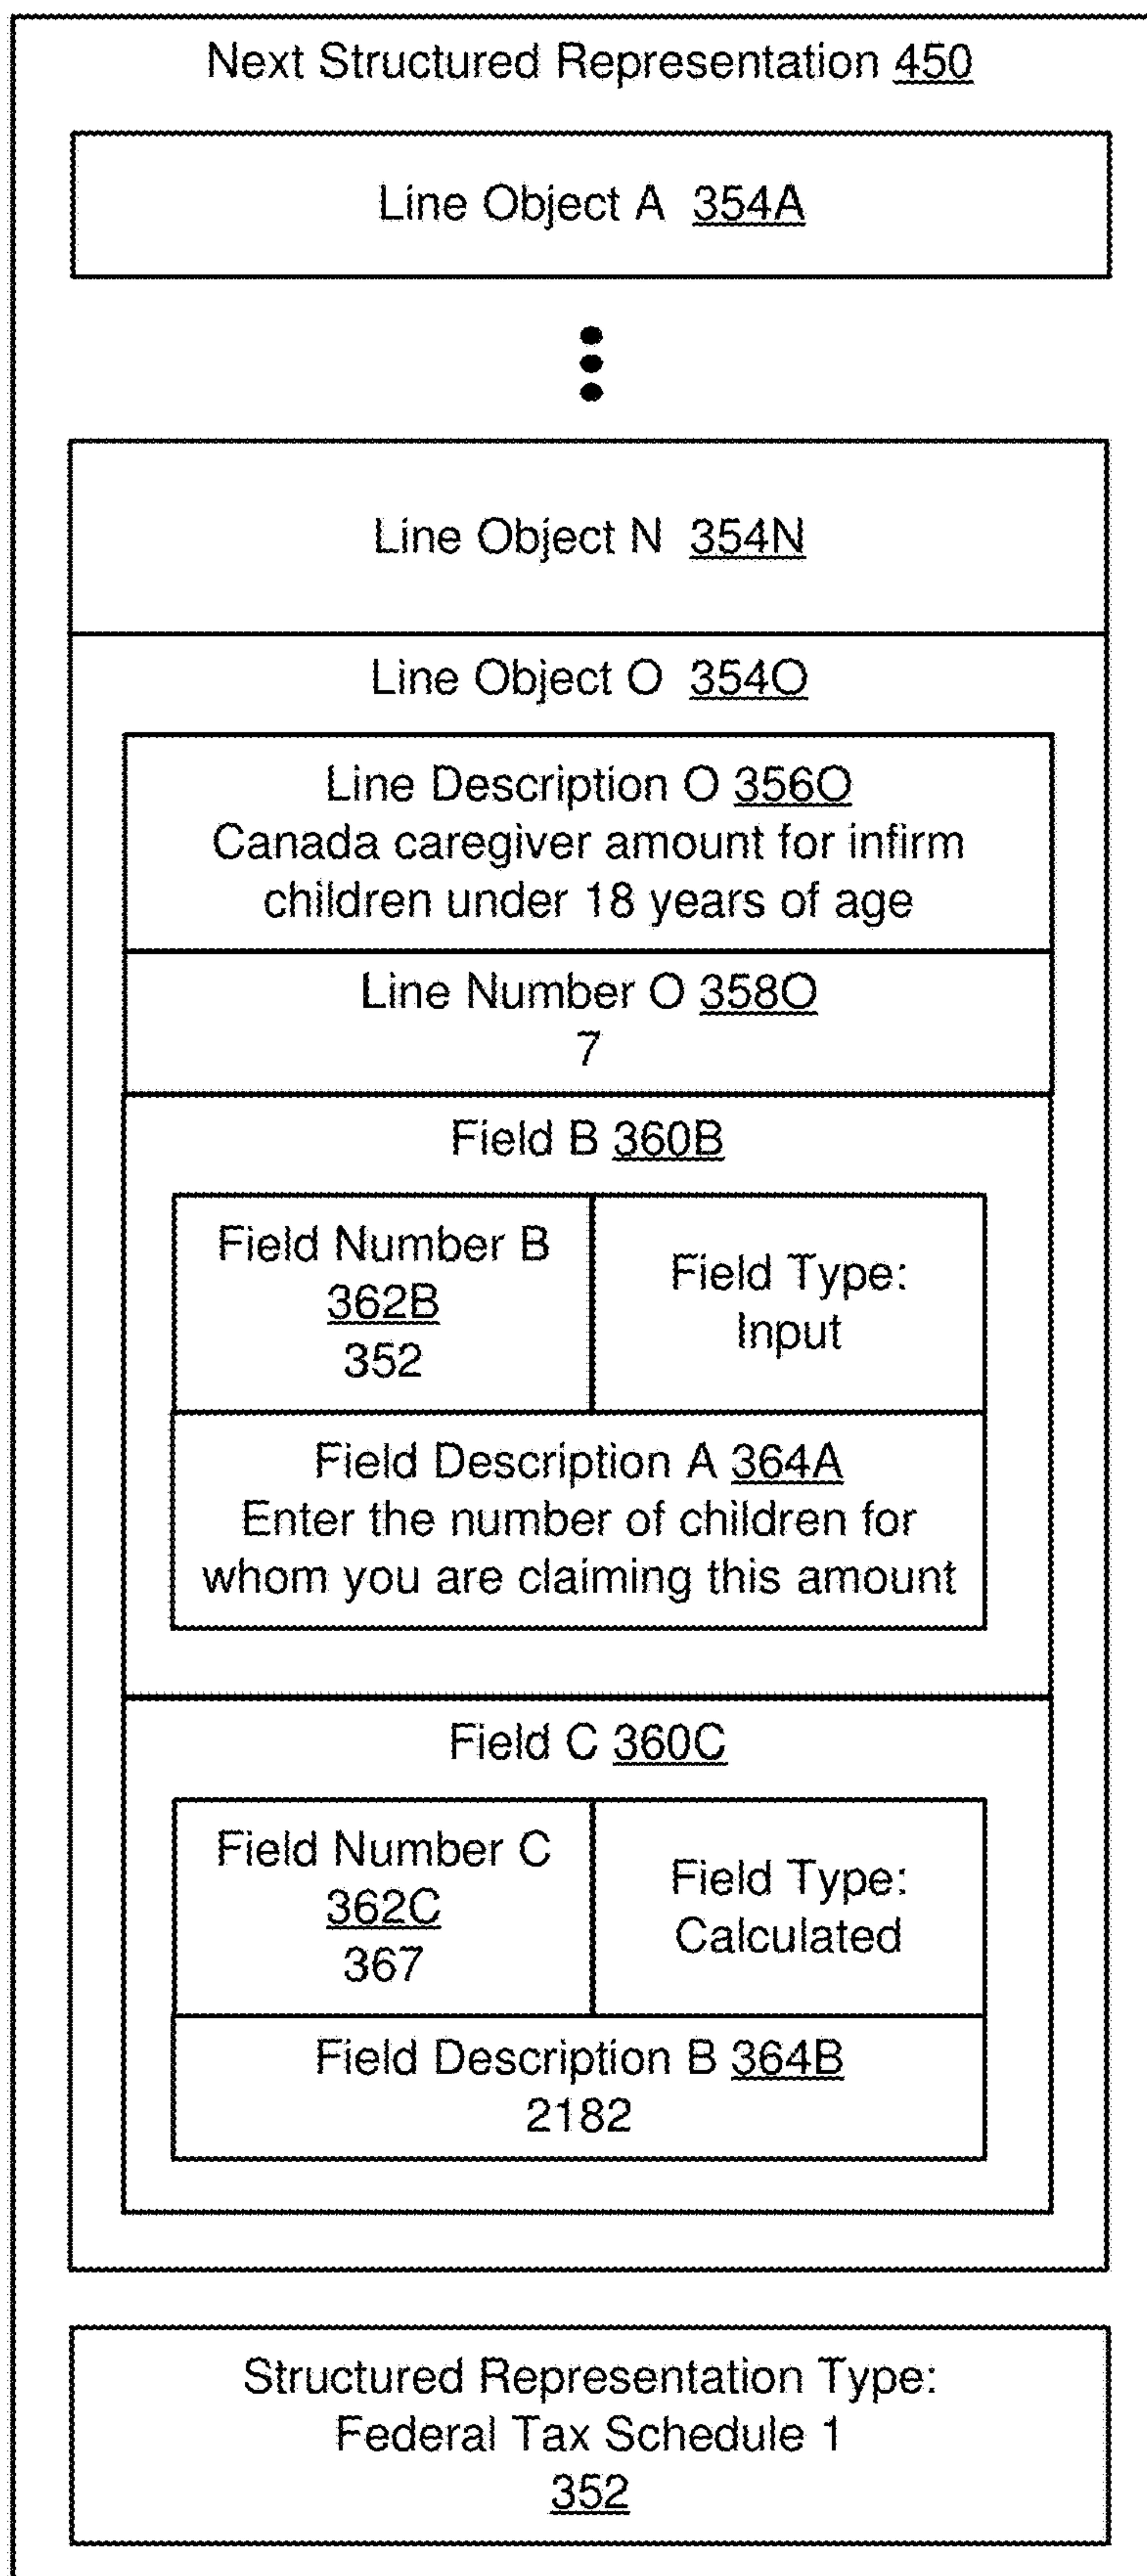 Next Structured Representation 450
Line Object A 354A
Line Object N 354N
Line Object O 354O
Line Description O 356O
Canada caregiver amount for infirm
children under 18 years of age
Line Number O 358O
7
Field B 360B
Field Number B
362B
352
Field Type:
Input
Field Description A 364A
Enter the number of children for
whom you are claiming this amount
Field C 360C
Field Number C
362C
367
Field Type:
Calculated
Field Description B 364B
2182
Structured Representation Type:
Federal Tax Schedule 1
352